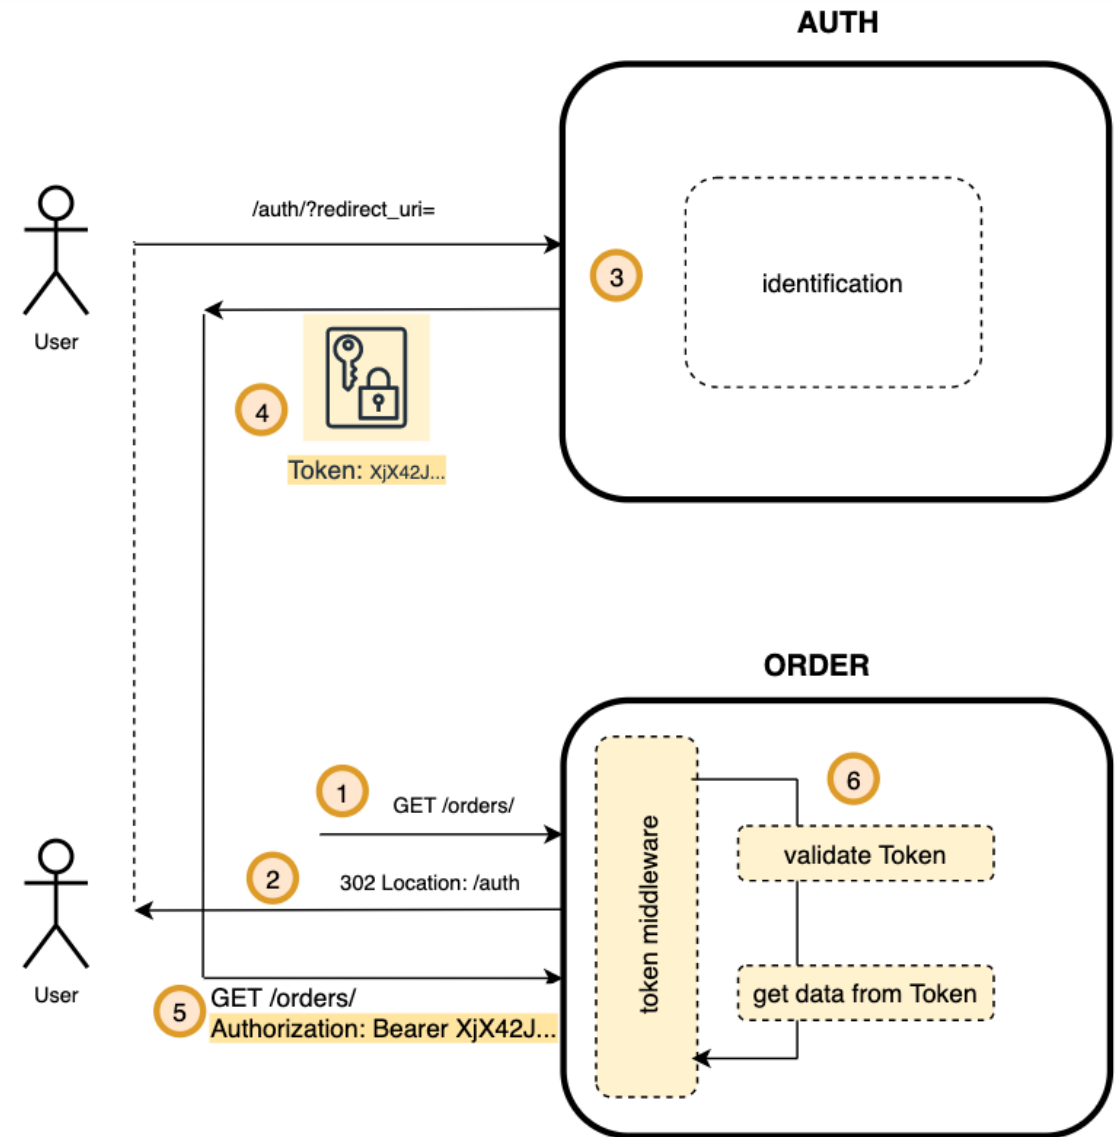 AUTH
/auth/?redirect_uri=
3
identification
User
4
Token: XjX42J...
ORDER
1
GET /orders/
6
token middleware
validate Token
2
302 Location: /auth
get data from Token
User
5
GET /orders/
Authorization: Bearer XjX42J...